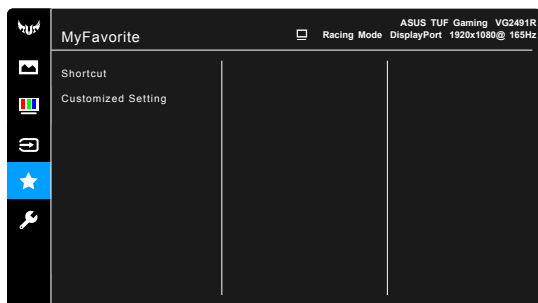 ASUS TUF Gaming VG2491R
MyFavorite
Racing Mode DisplayPort 1920x1080@ 165Hz
Shortcut
Customized Setting